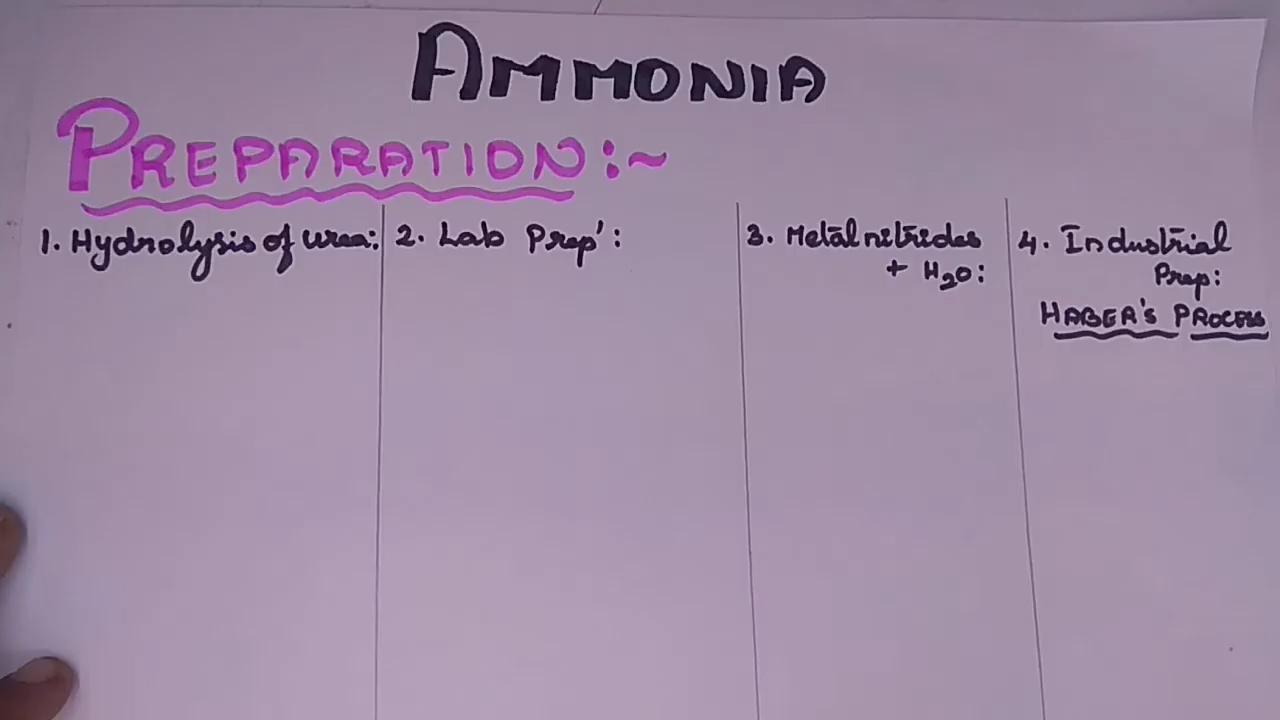 AMMONIA
PREPARATION:~
1. Hydrolysis of urea:
2. Lab Prep':
3. Metal nitrides
+ H2O:
4. Industrial
Prep:
HABER'S PROCESS